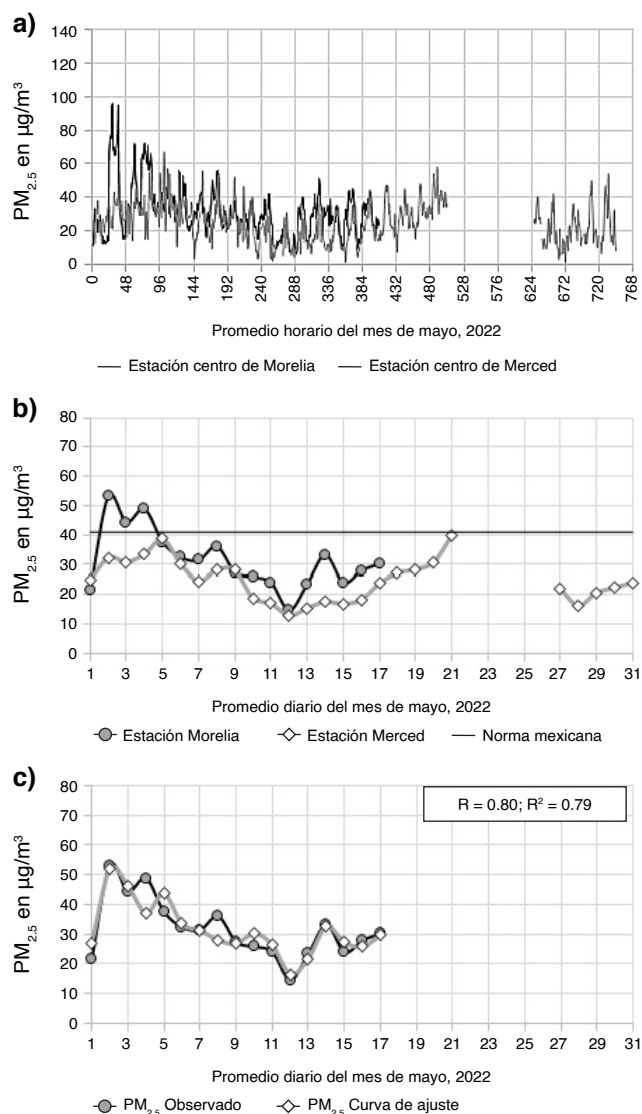 a)
140
120
100
80
60
40
20
0
PM2.5 en µg/m³
0 48 96 144 192 240 288 336 384 432 480 528 576 624 672 720 768
Promedio horario del mes de mayo, 2022
Estación centro de Morelia Estación centro de Merced
b)
80
70
60
50
40
30
20
10
0
PM2.5 en µg/m³
1 3 5 7 9 11 13 15 17 19 21 23 25 27 29 31
Promedio diario del mes de mayo, 2022
Estación Morelia Estación Merced Norma mexicana
c)
80
70
60
50
40
30
20
10
0
PM2.5 en µg/m³
R = 0.80; R² = 0.79
1 3 5 7 9 11 13 15 17 19 21 23 25 27 29 31
Promedio diario del mes de mayo, 2022
PM2.5 Observado PM2.5 Curva de ajuste